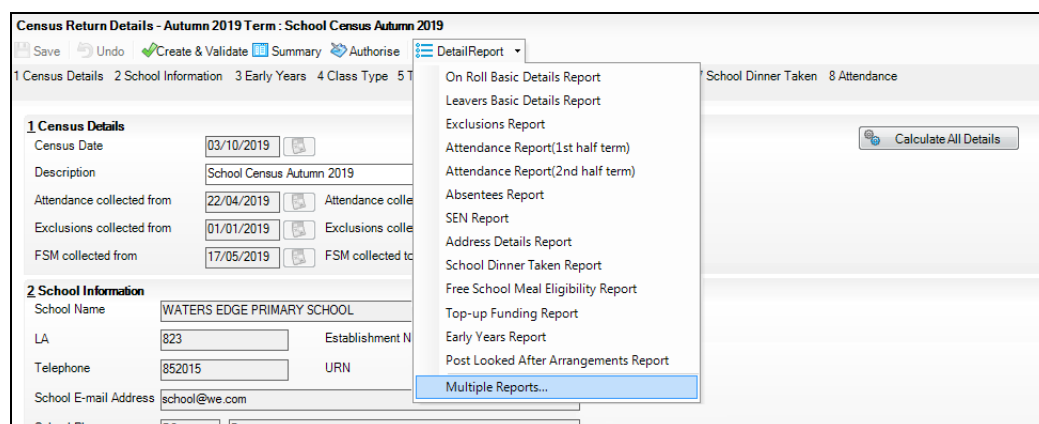 Census Return Details - Autumn 2019 Term : School Census Autumn 2019
Save Undo Create & Validate Summary Authorise DetailReport
1 Census Details 2 School Information 3 Early Years 4 Class Type 5 School Dinner Taken 8 Attendance
On Roll Basic Details Report
Leavers Basic Details Report
Exclusions Report
Attendance Report(1st half term)
Attendance Report(2nd half term)
Absentees Report
SEN Report
Address Details Report
School Dinner Taken Report
Free School Meal Eligibility Report
Top-up Funding Report
Early Years Report
Post Looked After Arrangements Report
Multiple Reports...
1 Census Details
Calculate All Details
Census Date 03/10/2019
Description School Census Autumn 2019
Attendance collected from 22/04/2019 Attendance colle
Exclusions collected from 01/01/2019 Exclusions colle
FSM collected from 17/05/2019 FSM collected to
2 School Information
School Name WATERS EDGE PRIMARY SCHOOL
LA 823 Establishment N
Telephone 852015 URN
School E-mail Address school@we.com